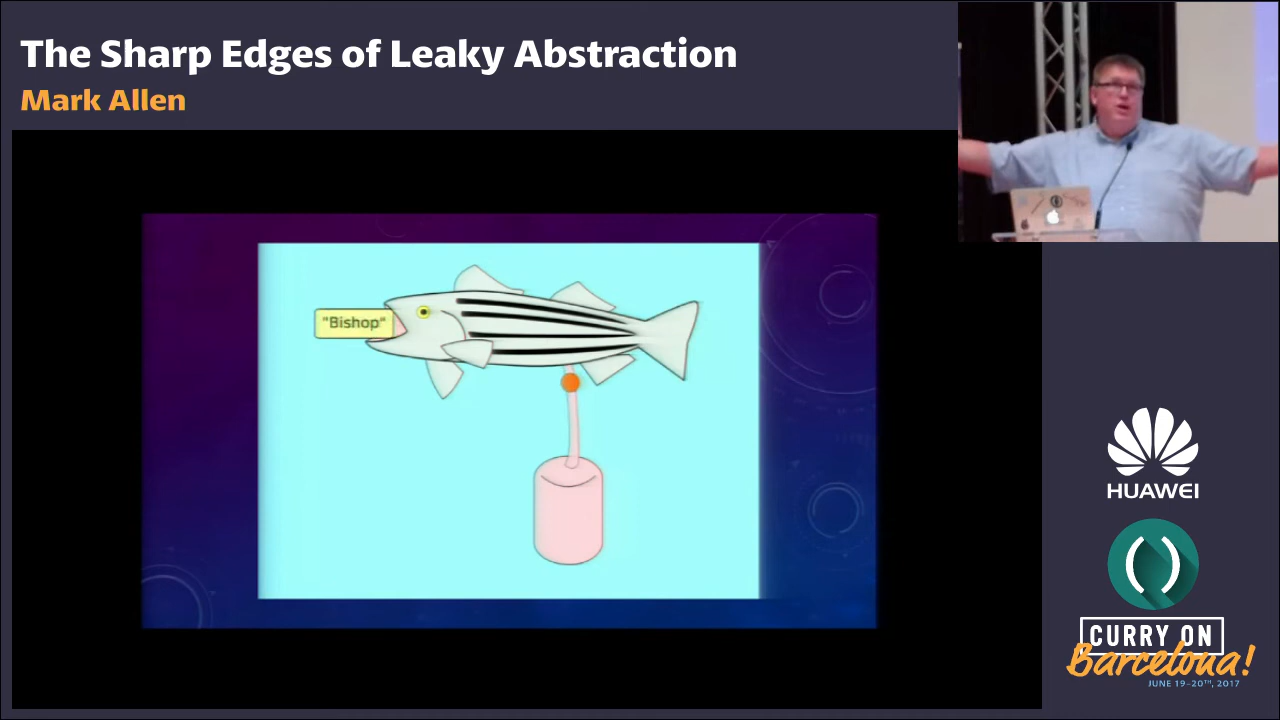 The Sharp Edges of Leaky Abstraction
Mark Allen
"Bishop"
HUAWEI
CURRY ON
Barcelona!
JUNE 19-20TH, 2017